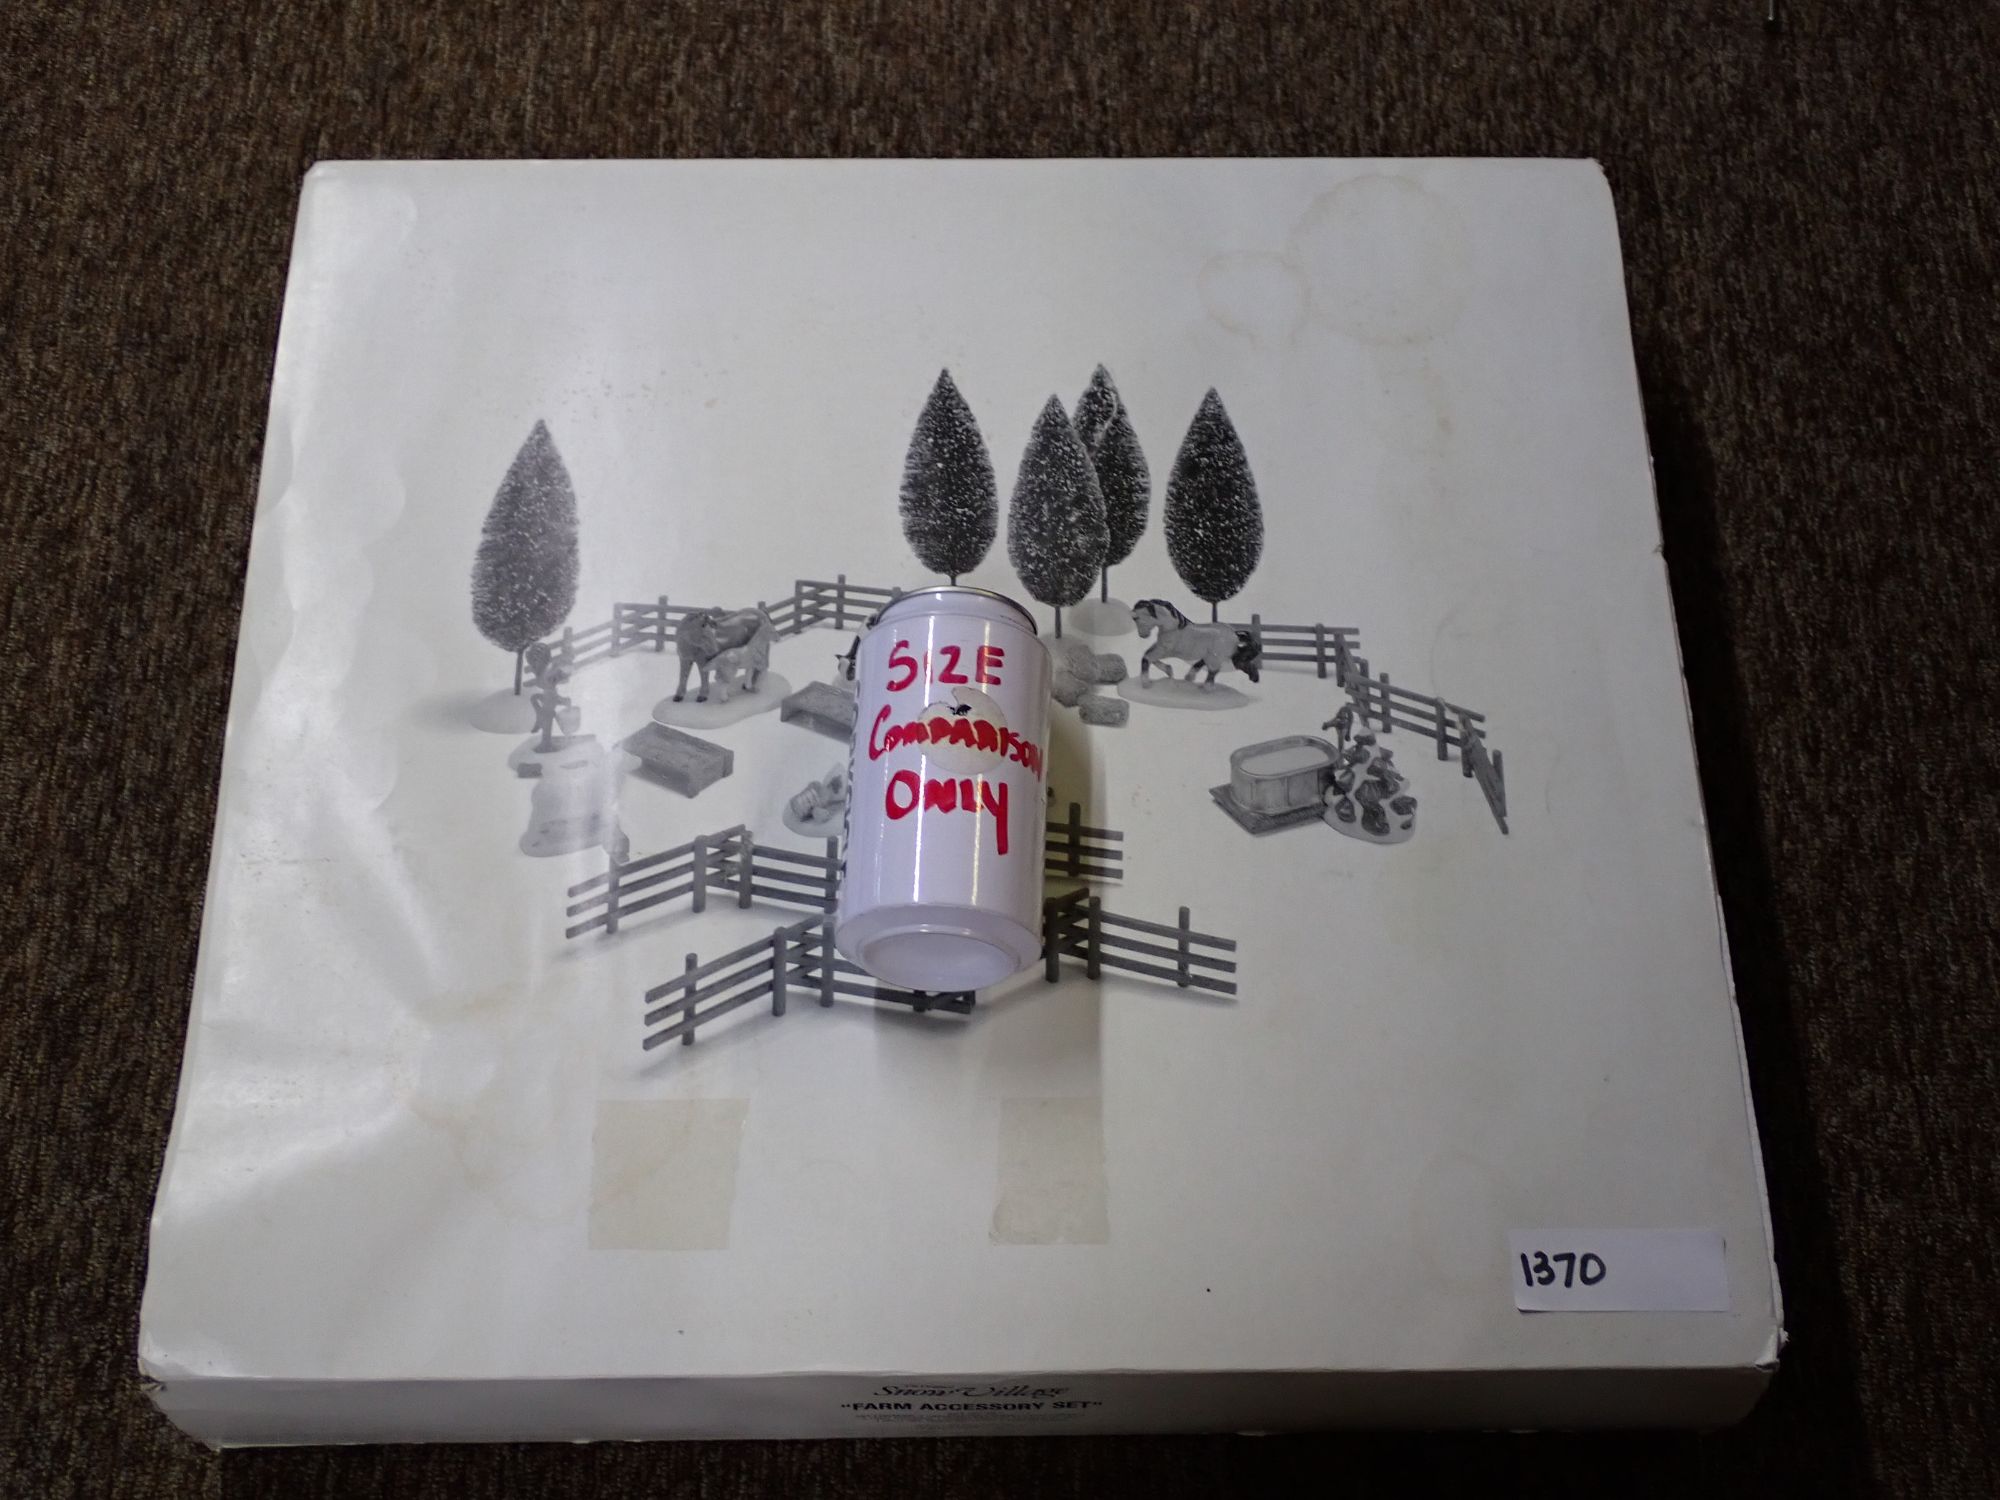 SIZE
COMPARISON
ONLY
1370
Snow Village
"FARM ACCESSORY SET"